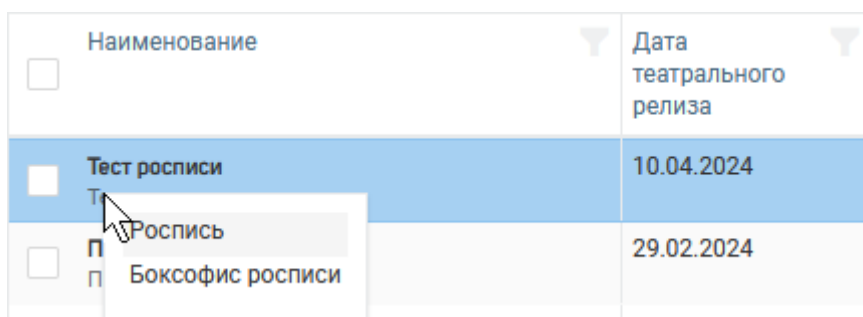 Наименование
Дата
театрального
релиза
Тест росписи
10.04.2024
Роспись
29.02.2024
Боксофис росписи